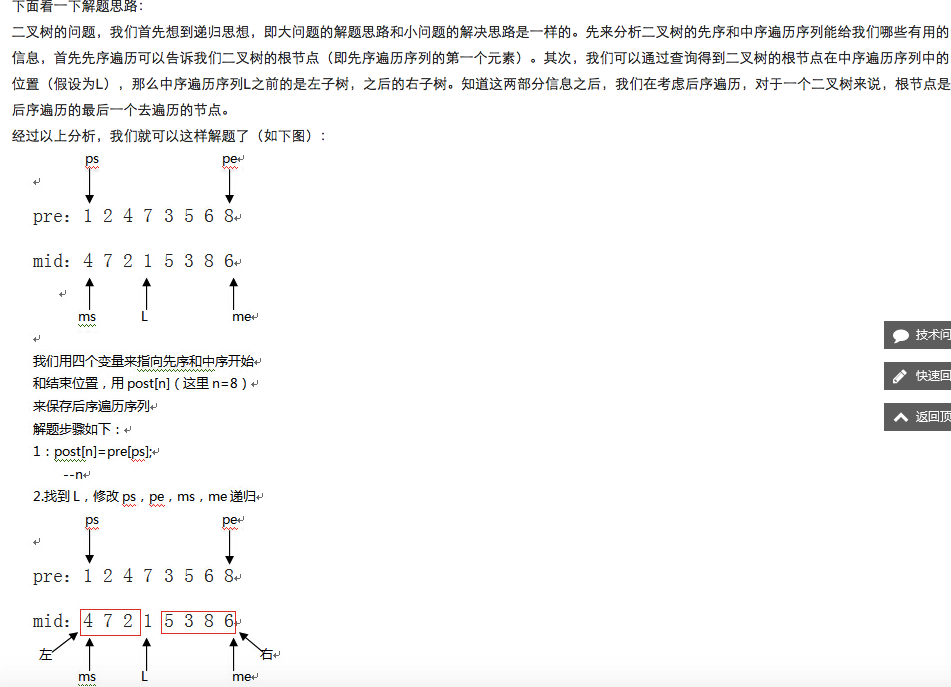 下面看一下解题思路：
二叉树的问题，我们首先想到递归思想，即大问题的解题思路和小问题的解决思路是一样的。先来分析二叉树的先序和中序遍历序列能给我们哪些有用的
信息，首先先序遍历可以告诉我们二叉树的根节点（即先序遍历序列的第一个元素）。其次，我们可以通过查询得到二叉树的根节点在中序遍历序列中的
位置（假设为L），那么中序遍历序列L之前的是左子树，之后的右子树。知道这两部分信息之后，我们在考虑后序遍历，对于一个二叉树来说，根节点是
后序遍历的最后一个去遍历的节点。
经过以上分析，我们就可以这样解题了（如下图）：
ps pe
pre: 1 2 4 7 3 5 6 8
mid: 4 7 2 1 5 3 8 6
ms L me
我们用四个变量来指向先序和中序开始
和结束位置，用 post[n]（这里 n=8）
来保存后序遍历序列
解题步骤如下：
1：post[n]=pre[ps];
--n
2.找到 L，修改 ps，pe，ms，me 递归
ps pe
pre: 1 2 4 7 3 5 6 8
mid: 4 7 2 1 5 3 8 6
左 右
ms L me
技术问
快速回
返回顶